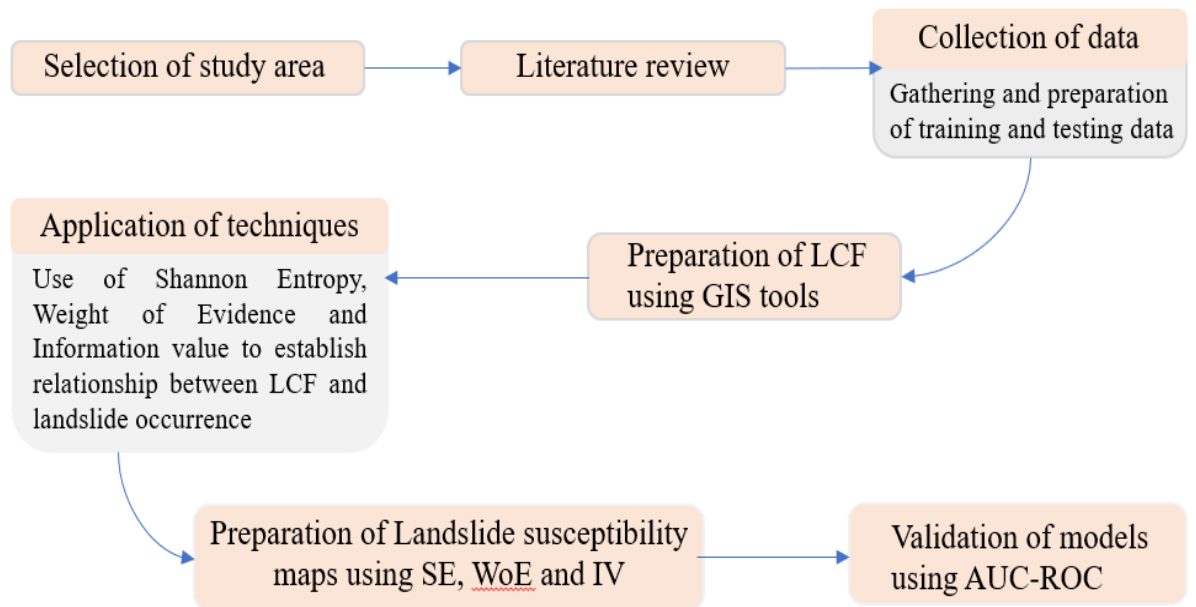 Selection of study area
Literature review
Collection of data
Gathering and preparation
of training and testing data
Preparation of LCF
using GIS tools
Application of techniques
Use of Shannon Entropy,
Weight of Evidence and
Information value to establish
relationship between LCF and
landslide occurrence
Preparation of Landslide susceptibility
maps using SE, WoE and IV
Validation of models
using AUC-ROC